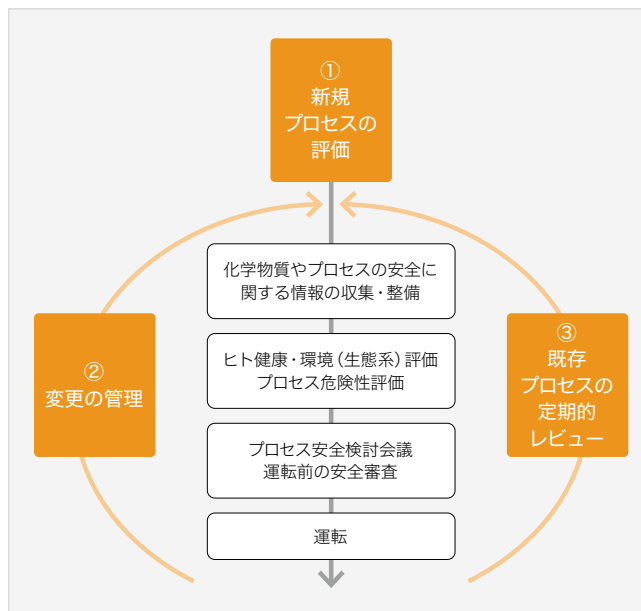 ①
新規
プロセスの
評価
化学物質やプロセスの安全に
関する情報の収集・整備
ヒト健康・環境（生態系）評価
プロセス危険性評価
プロセス安全検討会議
運転前の安全審査
運転
②
変更の管理
③
既存
プロセスの
定期的
レビュー